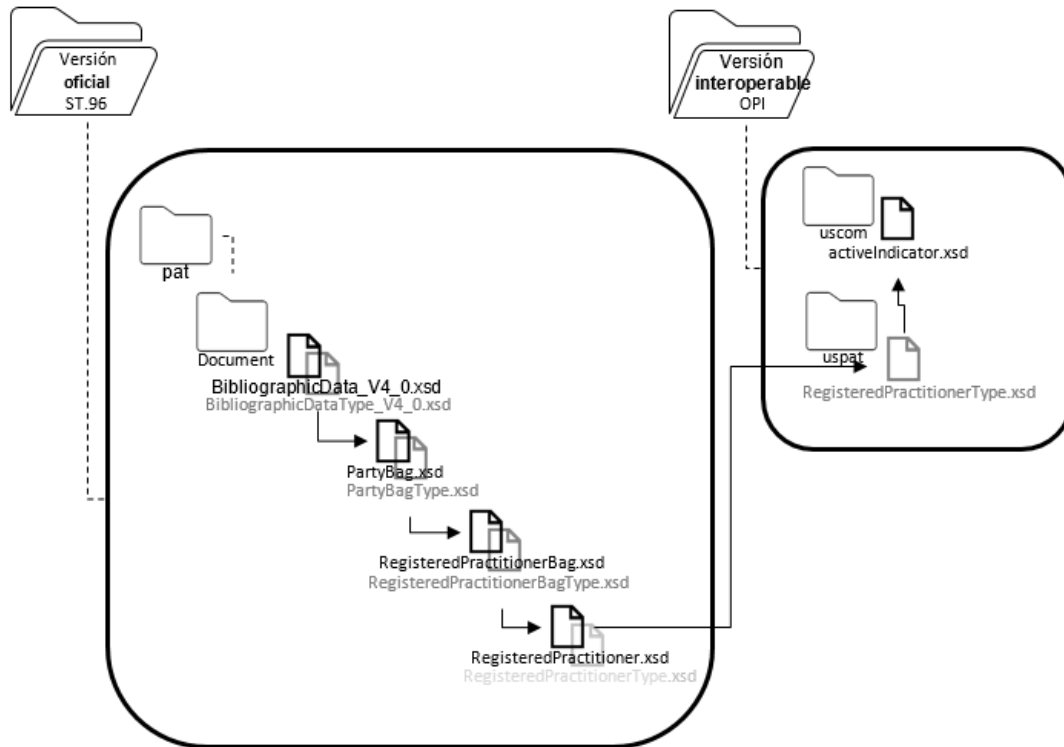 Versión
oficial
ST.96
Versión
interoperable
OPI
pat
Document
BibliographicData_V4_0.xsd
BibliographicDataType_V4_0.xsd
PartyBag.xsd
PartyBagType.xsd
RegisteredPractitionerBag.xsd
RegisteredPractitionerBagType.xsd
RegisteredPractitioner.xsd
RegisteredPractitionerType.xsd
uscom
activeIndicator.xsd
uspat
RegisteredPractitionerType.xsd